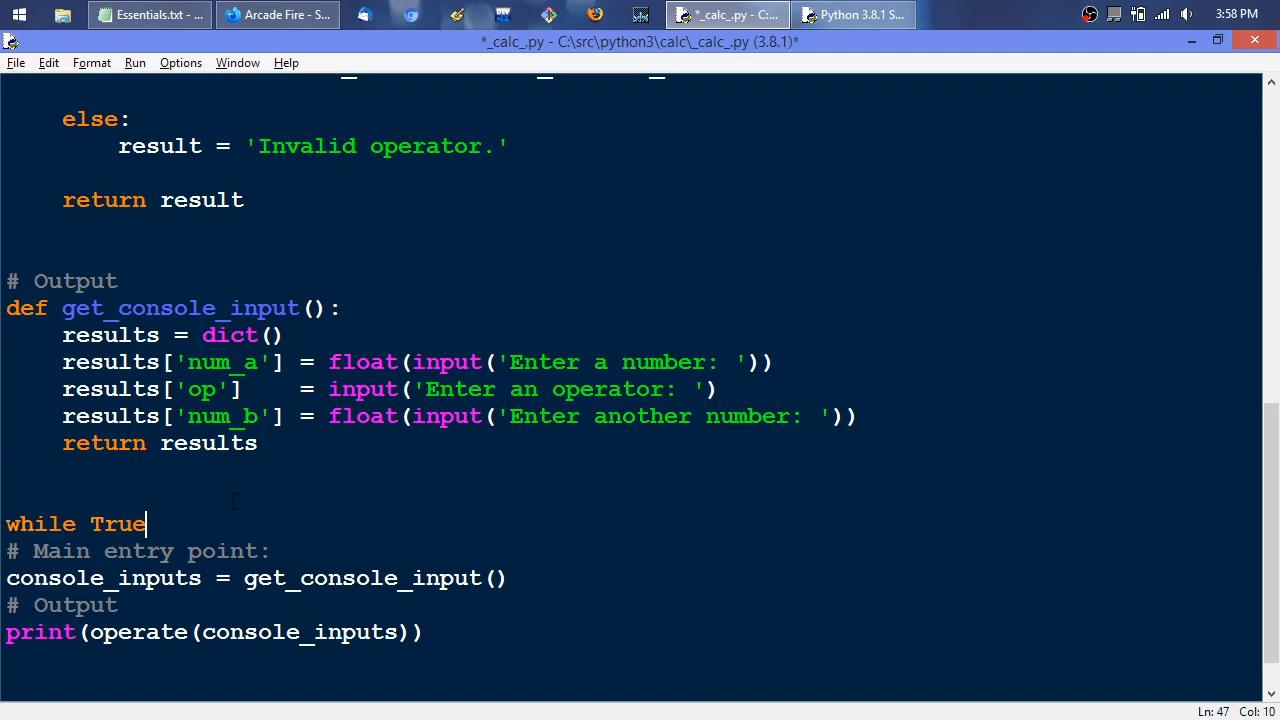 Essentials.txt - ...
Arcade Fire - S...
DEV
*_calc_.py - C:...
Python 3.8.1 S...
3:58 PM
*_calc_.py - C:\src\python3\calc\_calc_.py (3.8.1)*
File Edit Format Run Options Window Help
else:
result = 'Invalid operator.'
return result
# Output
def get_console_input():
results = dict()
results['num_a'] = float(input('Enter a number: '))
results['op'] = input('Enter an operator: ')
results['num_b'] = float(input('Enter another number: '))
return results
while True
# Main entry point:
console_inputs = get_console_input()
# Output
print(operate(console_inputs))
Ln: 47 Col: 10